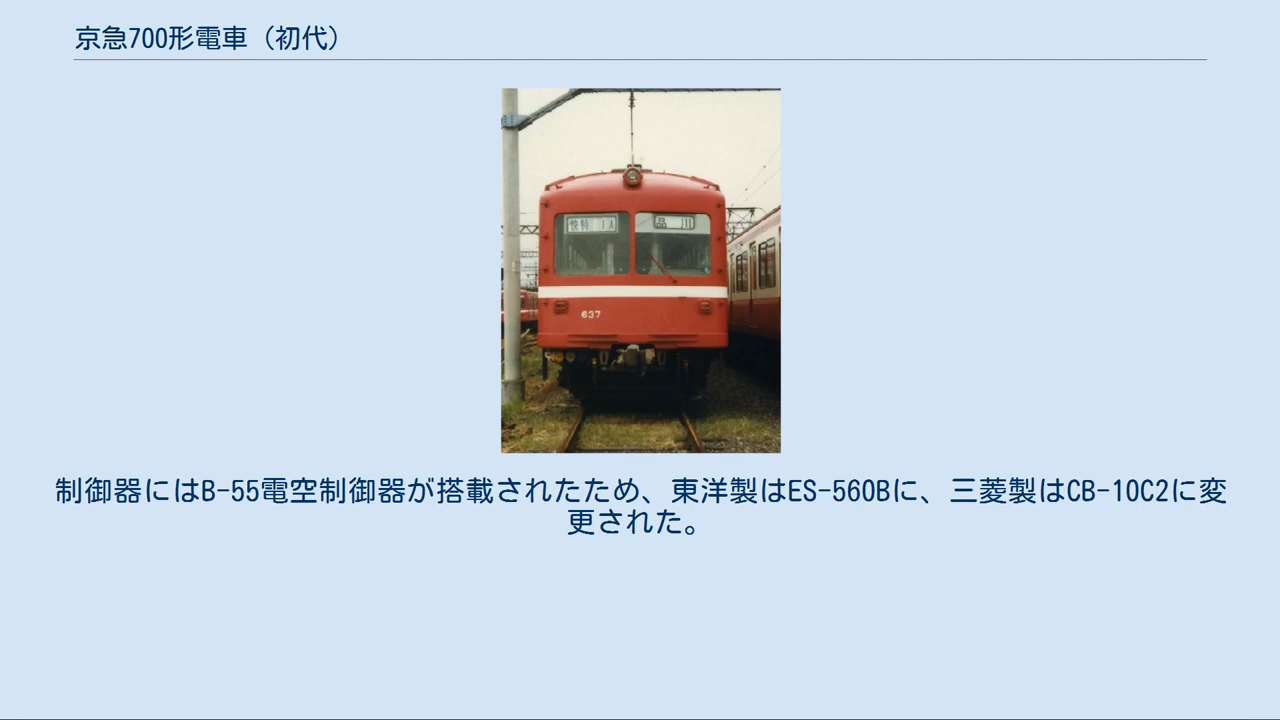 京急700形電車（初代）
快特 1A
品川
637
制御器にはB-55電空制御器が搭載されたため、東洋製はES-560Bに、三菱製はCB-10C2に変
更された。